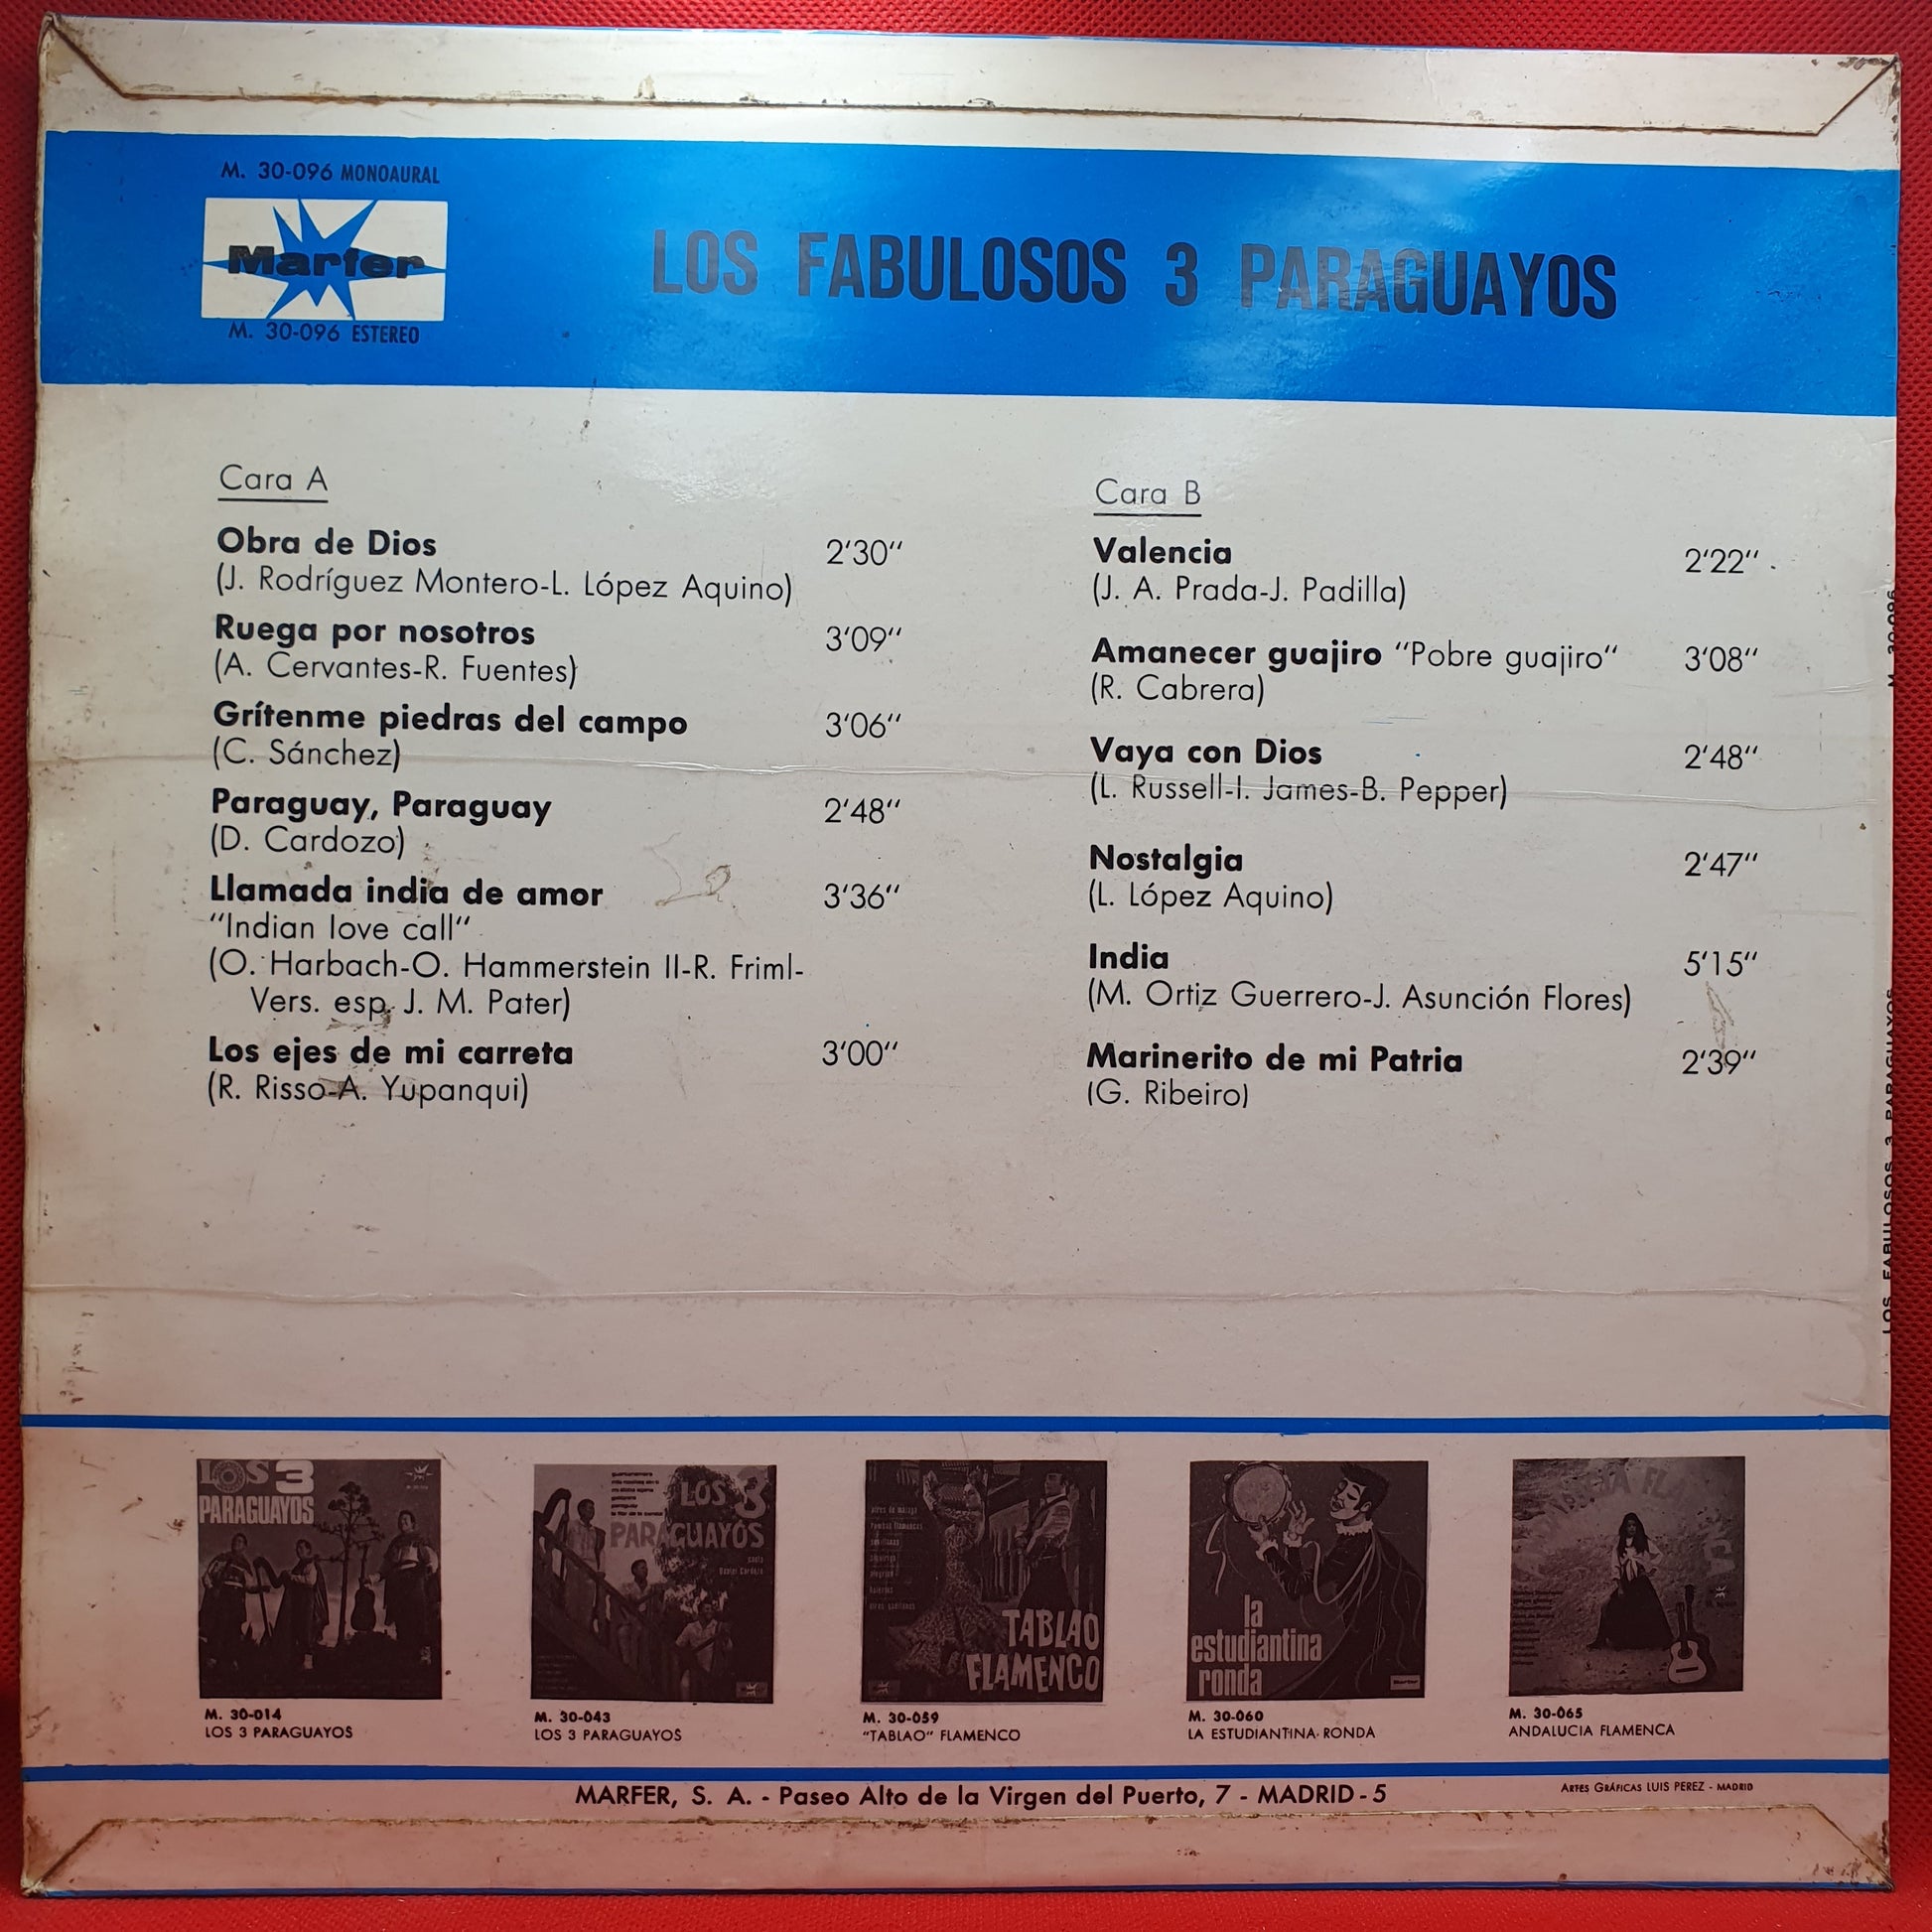 M. 30-096 MONOAURAL
Marfer
M. 30-096 ESTEREO
LOS FABULOSOS 3 PARAGUAYOS
Cara A
Obra de Dios 2'30"
(J. Rodríguez Montero-L. López Aquino)
Ruega por nosotros 3'09"
(A. Cervantes-R. Fuentes)
Grítenme piedras del campo 3'06"
(C. Sánchez)
Paraguay, Paraguay 2'48"
(D. Cardozo)
Llamada india de amor 3'36"
"Indian love call"
(O. Harbach-O. Hammerstein II-R. Friml-
Vers. esp. J. M. Pater)
Los ejes de mi carreta 3'00"
(R. Risso-A. Yupanqui)
Cara B
Valencia 2'22"
(J. A. Prada-J. Padilla)
Amanecer guajiro "Pobre guajiro" 3'08"
(R. Cabrera)
Vaya con Dios 2'48"
(L. Russell-I. James-B. Pepper)
Nostalgia 2'47"
(L. López Aquino)
India 5'15"
(M. Ortiz Guerrero-J. Asunción Flores)
Marinerito de mi Patria 2'39"
(G. Ribeiro)
M. 30-096
LOS FABULOSOS 3 PARAGUAYOS
LOS 3
PARAGUAYOS
LOS 3
PARAGUAYOS
TABLAO
FLAMENCO
la
estudiantina
ronda
M. 30-014
LOS 3 PARAGUAYOS
M. 30-043
LOS 3 PARAGUAYOS
M. 30-059
"TABLAO" FLAMENCO
M. 30-060
LA ESTUDIANTINA RONDA
M. 30-065
ANDALUCIA FLAMENCA
MARFER, S. A. - Paseo Alto de la Virgen del Puerto, 7 - MADRID - 5
ARTES GRÁFICAS LUIS PEREZ - MADRID